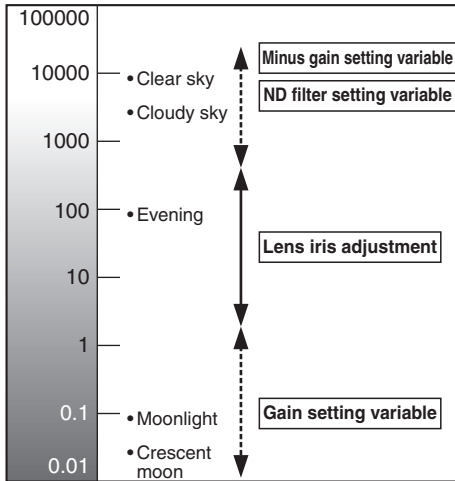 100000
10000
1000
100
10
1
0.1
0.01
• Clear sky
• Cloudy sky
• Evening
• Moonlight
• Crescent
moon
Minus gain setting variable
ND filter setting variable
Lens iris adjustment
Gain setting variable